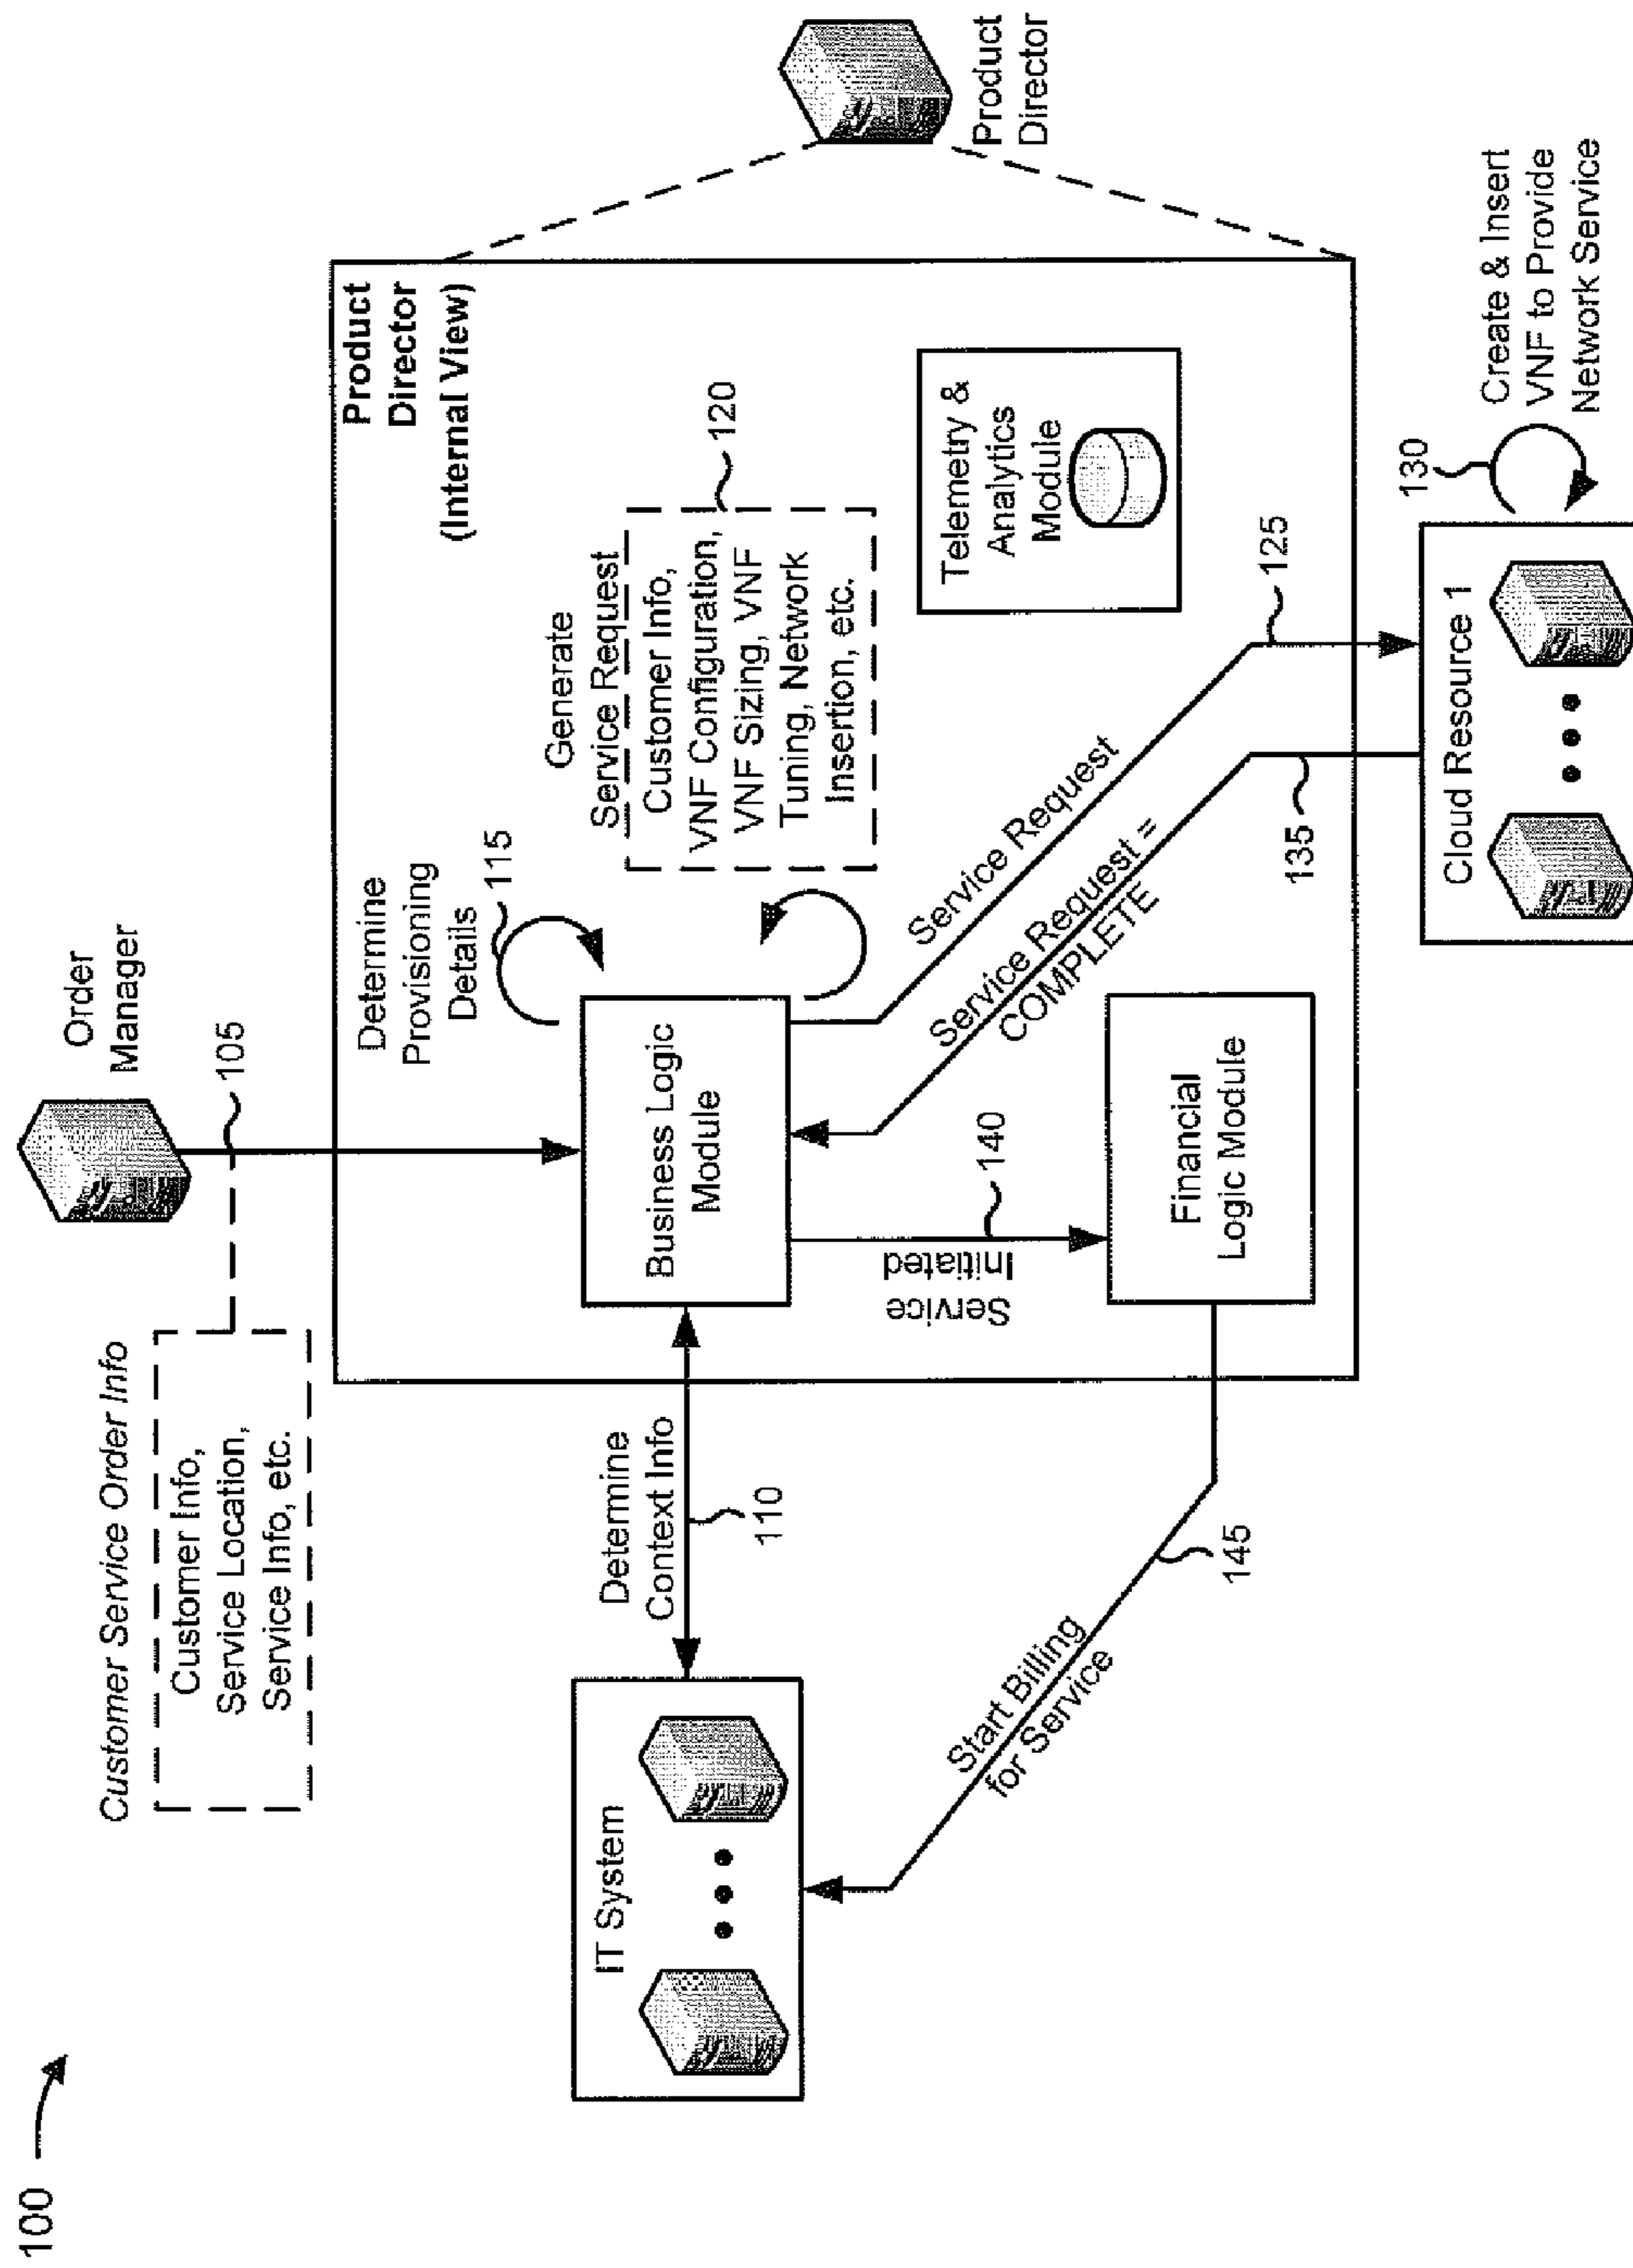 100
Order
Manager
105
Customer Service Order Info
Customer Info,
Service Location,
Service Info, etc.
Product
Director
(Internal View)
Determine
Provisioning
Details
115
Generate
Service Request
Customer Info,
VNF Configuration,
VNF Sizing, VNF
Tuning, Network
Insertion, etc.
120
Product
Director
IT System
Determine
Context Info
110
Business Logic
Module
Telemetry &
Analytics
Module
Service
Initiated
140
Service Request
125
Service Request =
COMPLETE
135
Financial
Logic Module
Start Billing
for Service
145
Cloud Resource 1
130
Create & Insert
VNF to Provide
Network Service